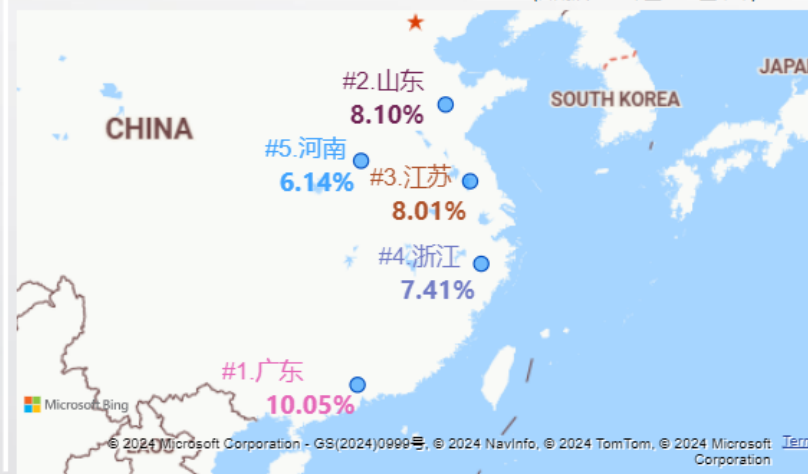 #2.山东
8.10%
JAPA
SOUTH KOREA
CHINA
#5.河南
6.14%
#3.江苏
8.01%
#4.浙江
7.41%
#1.广东
10.05%
Microsoft Bing
LAOS
© 2024 Microsoft Corporation - GS(2024)0999号, © 2024 NavInfo, © 2024 TomTom, © 2024 Microsoft Corporation
Terr